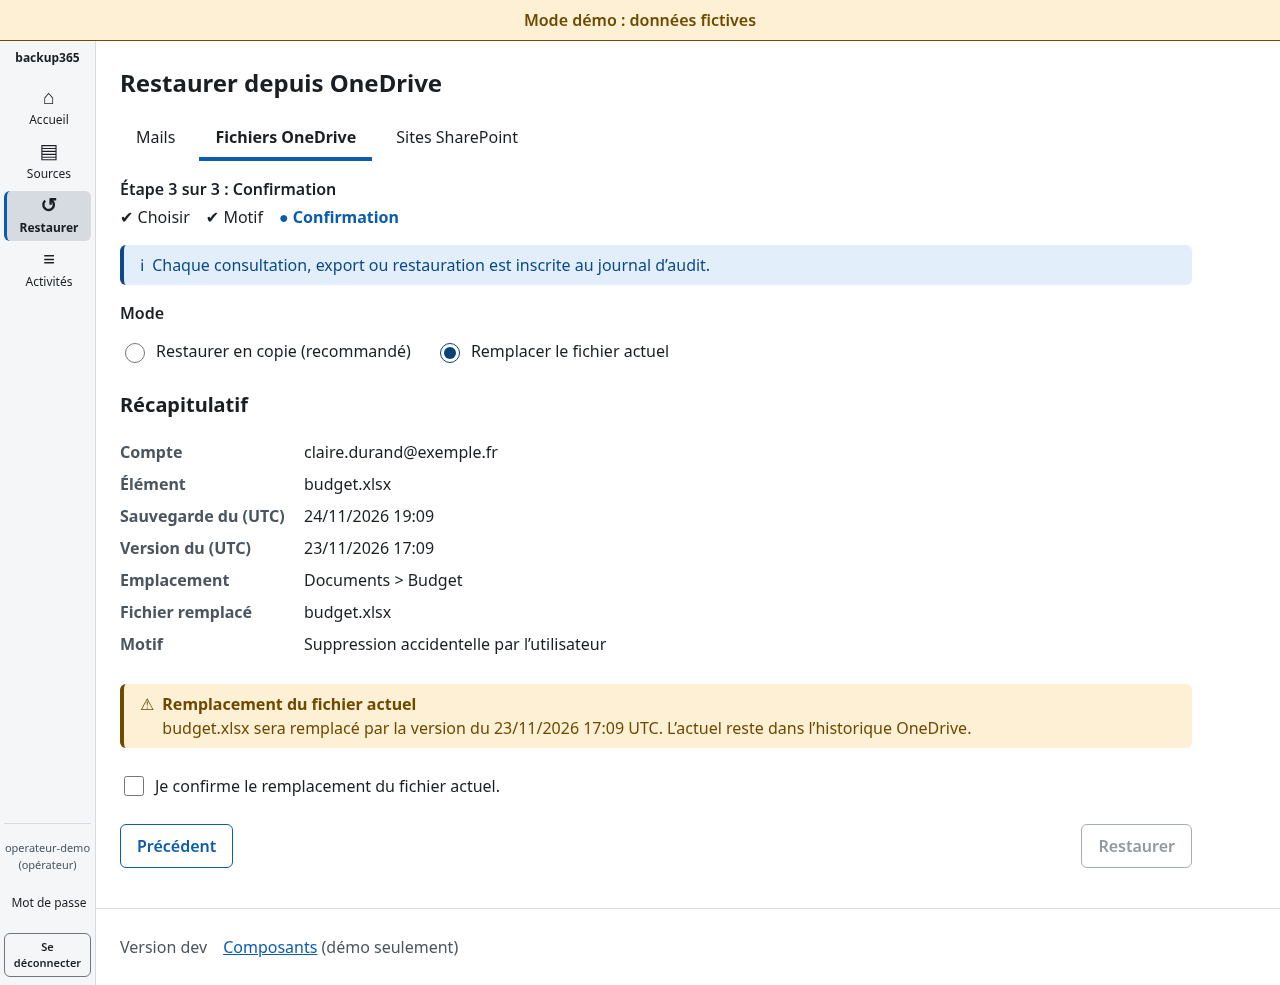 Mode démo : données fictives
backup365
Accueil
Sources
Restaurer
Activités
operateur-demo
(opérateur)
Mot de passe
Se
déconnecter
Restaurer depuis OneDrive
Mails
Fichiers OneDrive
Sites SharePoint
Étape 3 sur 3 : Confirmation
✔ Choisir ✔ Motif ● Confirmation
i Chaque consultation, export ou restauration est inscrite au journal d’audit.
Mode
Restaurer en copie (recommandé)
Remplacer le fichier actuel
Récapitulatif
Compte claire.durand@exemple.fr
Élément budget.xlsx
Sauvegarde du (UTC) 24/11/2026 19:09
Version du (UTC) 23/11/2026 17:09
Emplacement Documents > Budget
Fichier remplacé budget.xlsx
Motif Suppression accidentelle par l’utilisateur
⚠ Remplacement du fichier actuel
budget.xlsx sera remplacé par la version du 23/11/2026 17:09 UTC. L’actuel reste dans l’historique OneDrive.
Je confirme le remplacement du fichier actuel.
Précédent
Restaurer
Version dev Composants (démo seulement)